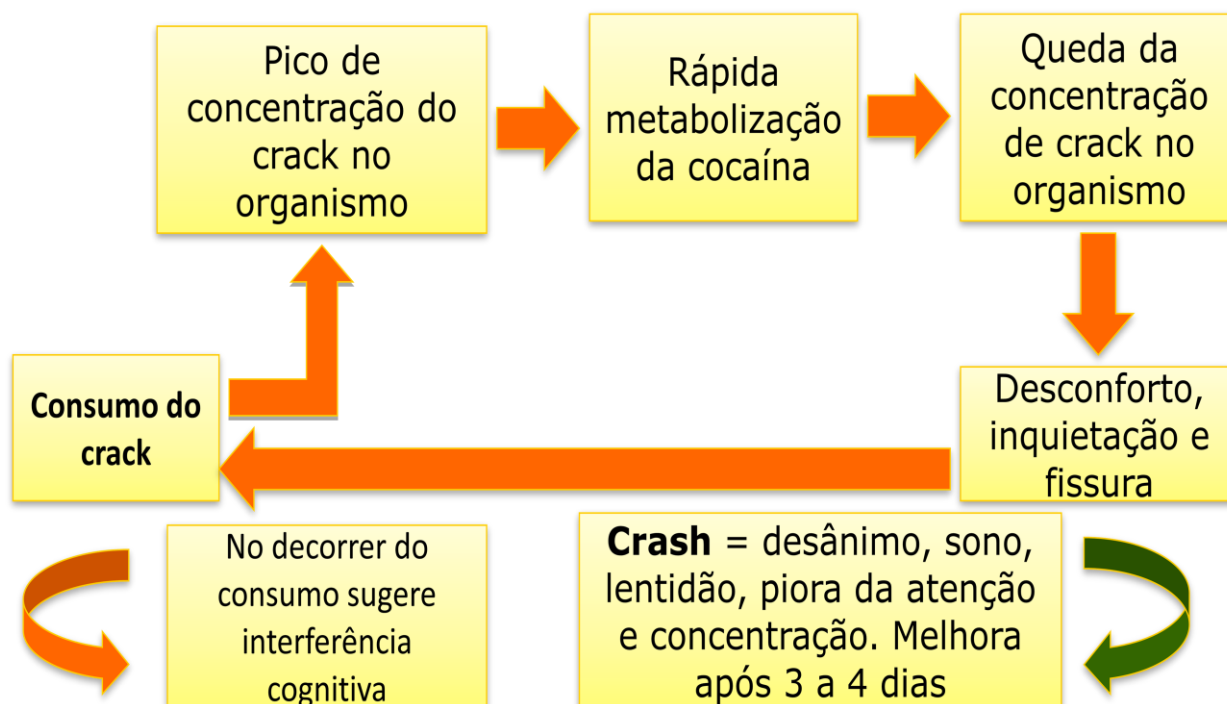 Pico de
concentração do
crack no
organismo
Rápida
metabolização
da cocaína
Queda da
concentração
de crack no
organismo
Desconforto,
inquietação e
fissura
Consumo do
crack
No decorrer do
consumo sugere
interferência
cognitiva
Crash = desânimo, sono,
lentidão, piora da atenção
e concentração. Melhora
após 3 a 4 dias